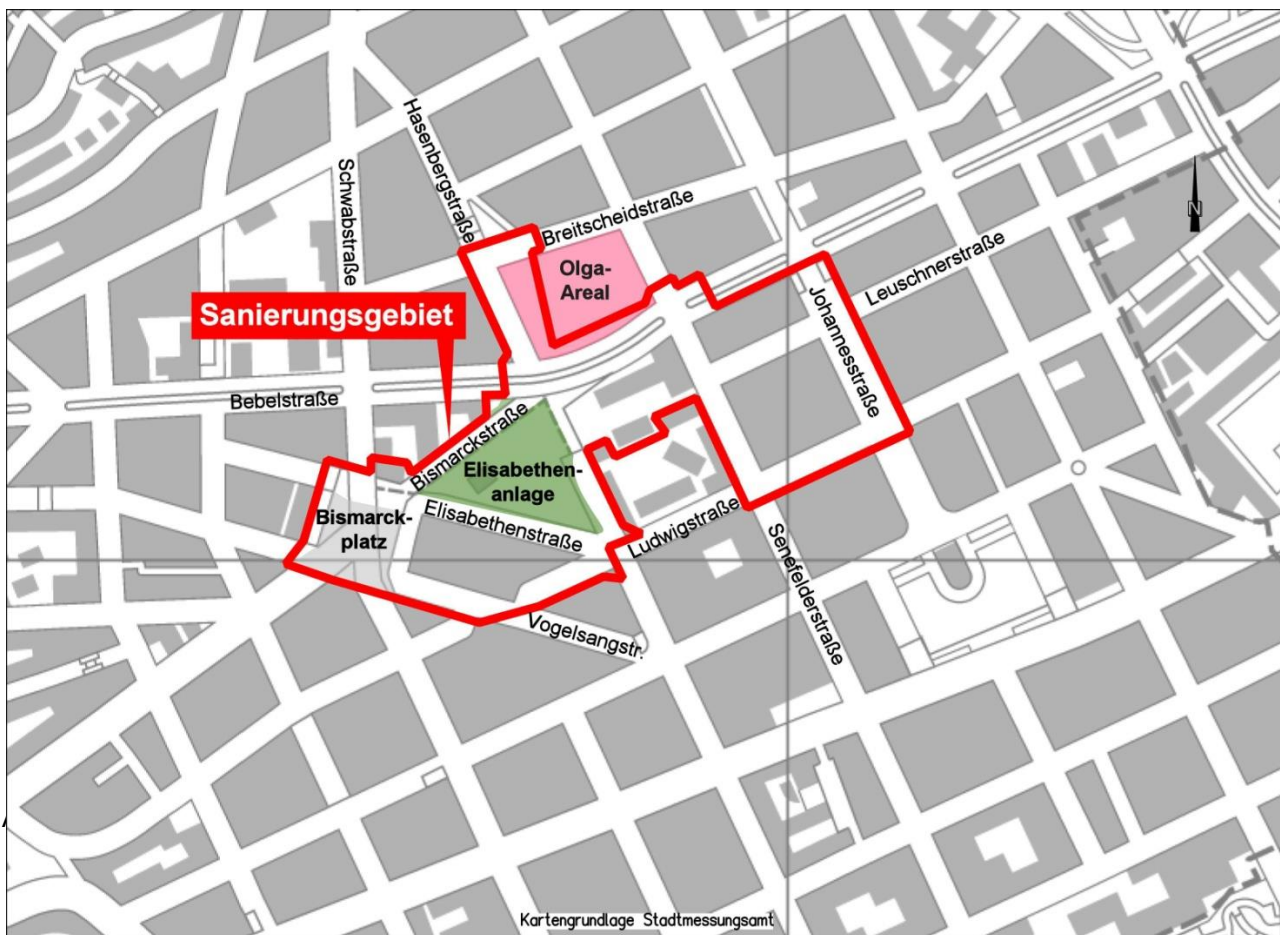 Hasenbergstraße
Schwabstraße
Breitscheidstraße
N
Olga-
Areal
Leuschnerstraße
Johannesstraße
Sanierungsgebiet
Bebelstraße
Bismarckstraße
Elisabethen-
anlage
Bismarck-
platz
Elisabethenstraße
Ludwigstraße
Senefelderstraße
Vogelsangstr.
Kartengrundlage Stadtmessungsamt